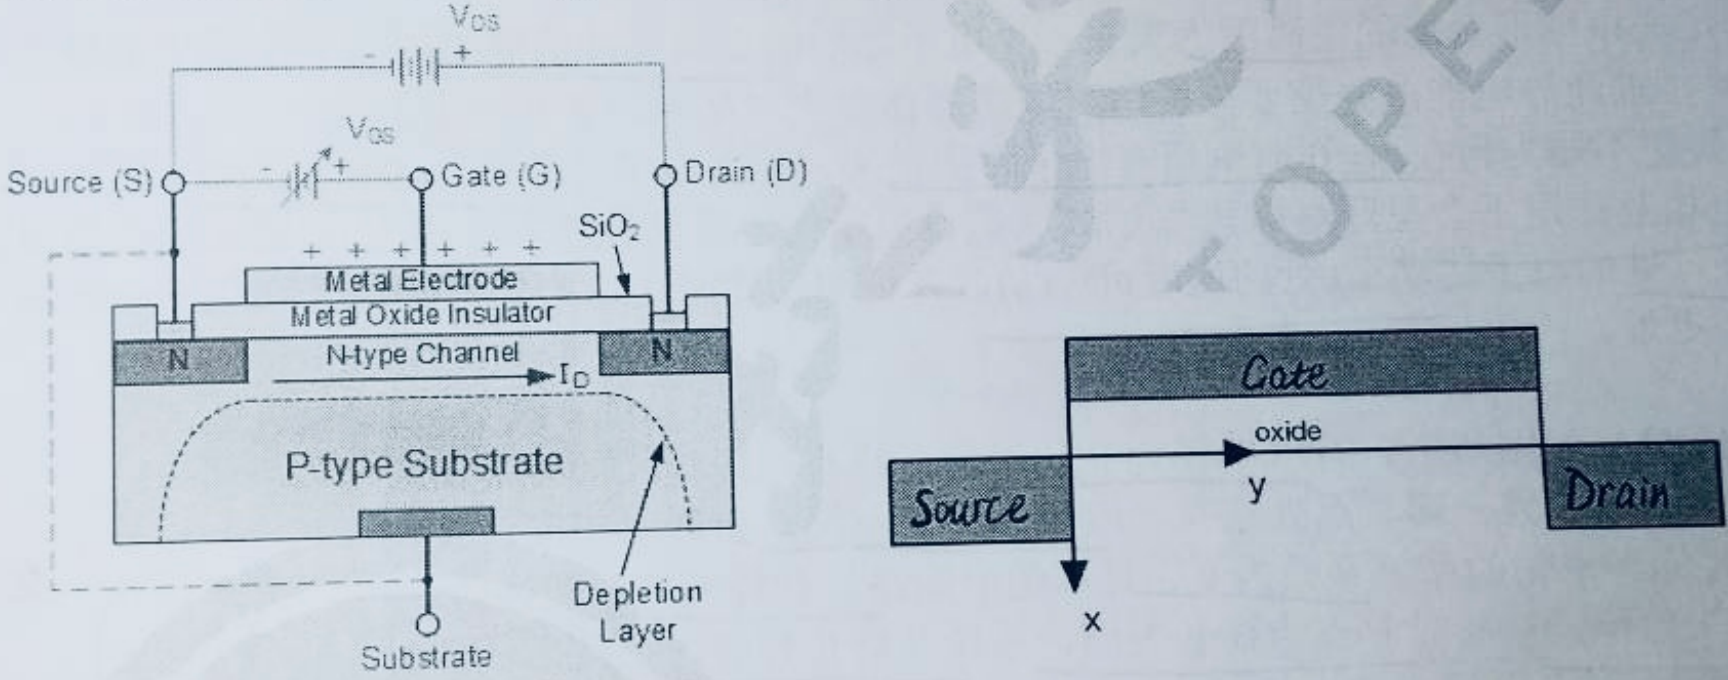 VDS
- +
VGS
- +
Source (S)
Gate (G)
Drain (D)
SiO2
+ + + + + +
Metal Electrode
Metal Oxide Insulator
N
N-type Channel
N
ID
P-type Substrate
Depletion
Layer
Substrate
Gate
oxide
y
Source
Drain
x
TOPE